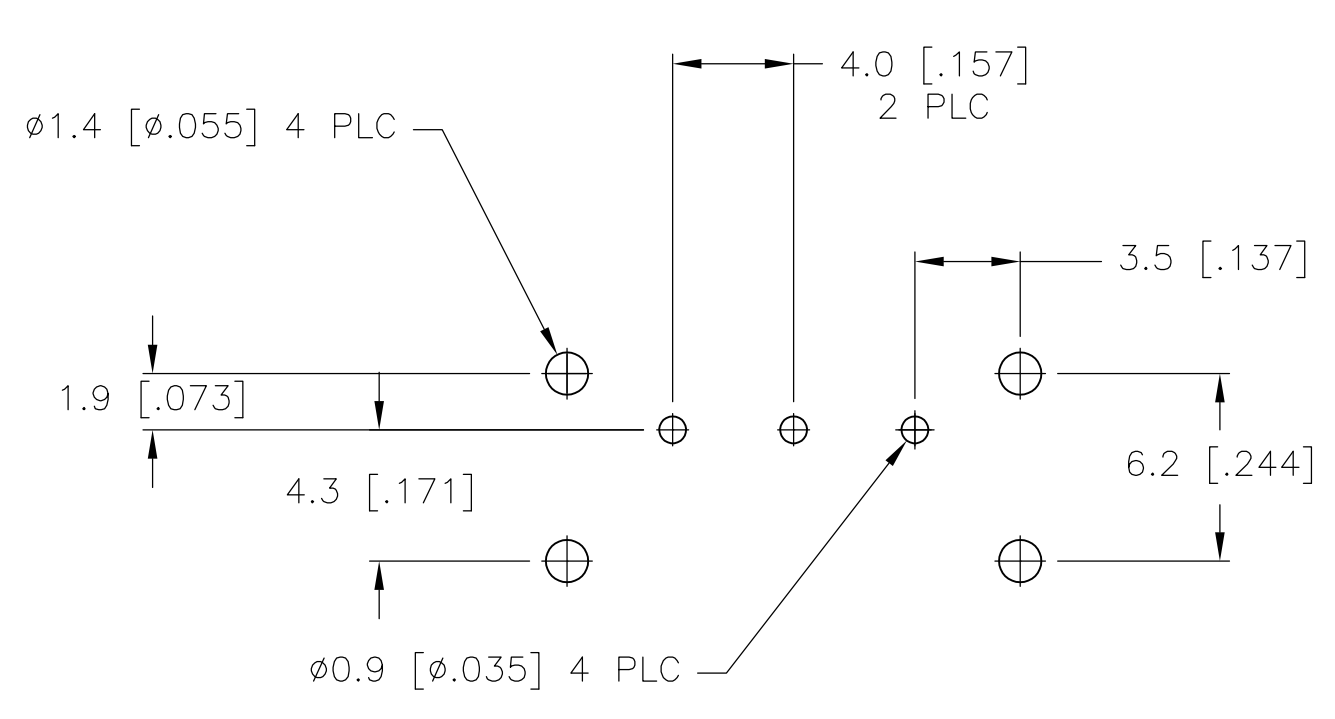 4.0 [.157]
2 PLC
ø1.4 [ø.055] 4 PLC
3.5 [.137]
1.9 [.073]
6.2 [.244]
4.3 [.171]
ø0.9 [ø.035] 4 PLC